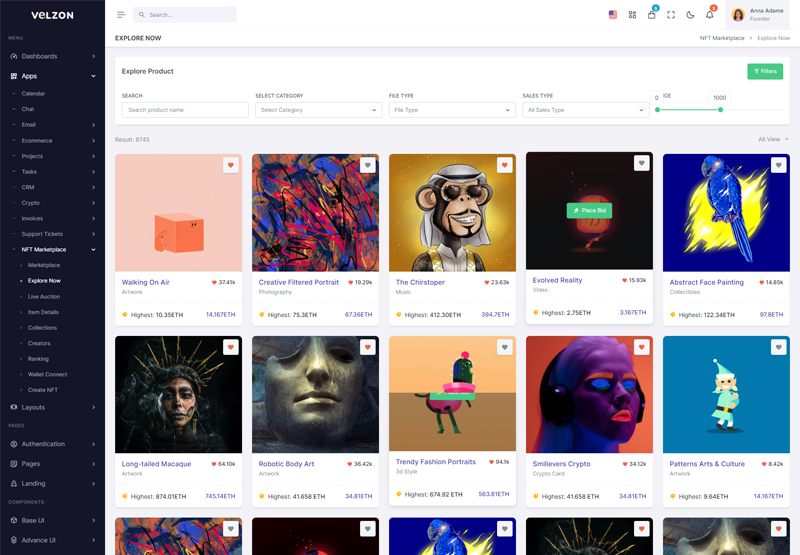 VELZON
Search...
5
3
Anna Adame
Founder
MENU
Dashboards
Apps
Calendar
Chat
Email
Ecommerce
Projects
Tasks
CRM
Crypto
Invoices
Support Tickets
NFT Marketplace
Marketplace
Explore Now
Live Auction
Item Details
Collections
Creators
Ranking
Wallet Connect
Create NFT
Layouts
PAGES
Authentication
Pages
Landing
COMPONENTS
Base UI
Advance UI
EXPLORE NOW
NFT Marketplace > Explore Now
Explore Product
Filters
SEARCH
SELECT CATEGORY
FILE TYPE
SALES TYPE
ICE
0
1000
Search product name
Select Category
File Type
All Sales Type
Result: 8745
All View
Place Bid
Walking On Air 37.41k
Artwork
Highest: 10.35ETH 14.167ETH
Creative Filtered Portrait 19.29k
Photography
Highest: 75.3ETH 67.36ETH
The Chirstoper 23.63k
Music
Highest: 412.30ETH 394.7ETH
Evolved Reality 15.93k
Video
Highest: 2.75ETH 3.167ETH
Abstract Face Painting 14.85k
Collectibles
Highest: 122.34ETH 97.8ETH
Long-tailed Macaque 64.10k
Artwork
Highest: 874.01ETH 745.14ETH
Robotic Body Art 36.42k
Artwork
Highest: 41.658 ETH 34.81ETH
Trendy Fashion Portraits 94.1k
3d Style
Highest: 674.92 ETH 563.81ETH
Smillevers Crypto 34.12k
Crypto Card
Highest: 41.658 ETH 34.81ETH
Patterns Arts & Culture 8.42k
Artwork
Highest: 9.64ETH 14.167ETH